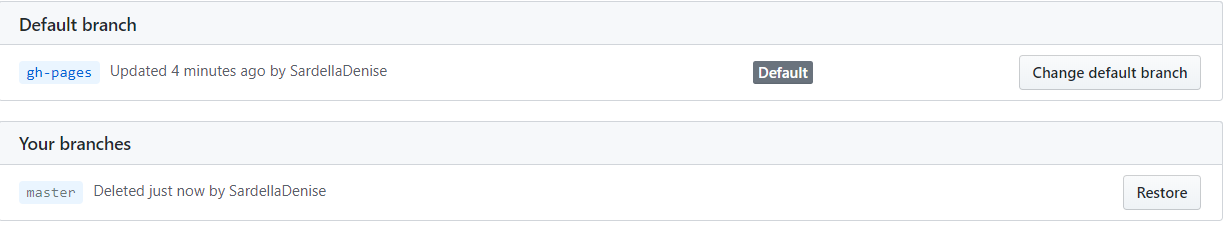 Default branch
gh-pages Updated 4 minutes ago by SardellaDenise Default Change default branch
Your branches
master Deleted just now by SardellaDenise Restore